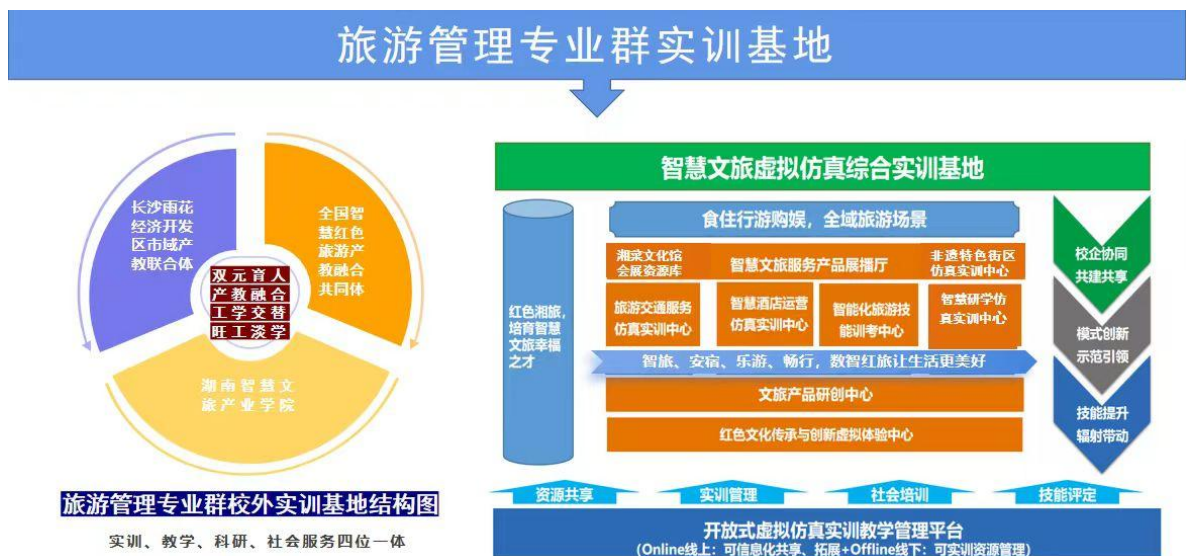 旅游管理专业群实训基地
长沙雨花
经济开发
区市域产
教联合体
全国智
慧红色
旅游产
教融合
共同体
双元育人
产教融合
工学交替
旺工淡学
湖南智慧文
旅产业学院
旅游管理专业群校外实训基地结构图
实训、教学、科研、社会服务四位一体
智慧文旅虚拟仿真综合实训基地
红色湘旅，
培育智慧
文旅幸福
之才
食住行游购娱，全域旅游场景
湘菜文化馆
会展资源库
智慧文旅服务产品展播厅
非遗特色街区
仿真实训中心
旅游交通服务
仿真实训中心
智慧酒店运营
仿真实训中心
智能化旅游技
能训考中心
智慧研学仿
真实训中心
智旅、安宿、乐游、畅行，数智红旅让生活更美好
文旅产品研创中心
红色文化传承与创新虚拟体验中心
校企协同
共建共享
模式创新
示范引领
技能提升
辐射带动
资源共享
实训管理
社会培训
技能评定
开放式虚拟仿真实训教学管理平台
(Online线上：可信息化共享、拓展+Offline线下：可实训资源管理)